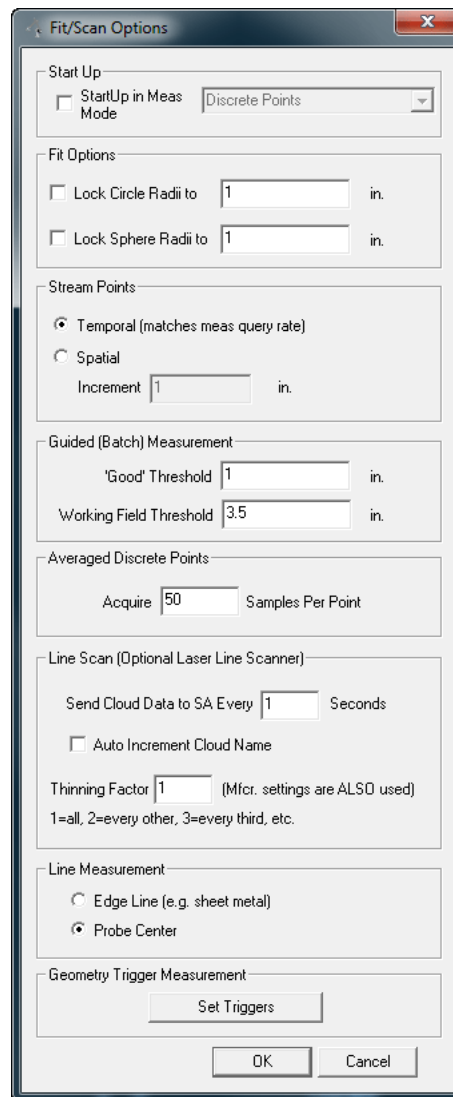 Fit/Scan Options
Start Up
StartUp in Meas
Mode
Discrete Points
Fit Options
Lock Circle Radii to 1 in.
Lock Sphere Radii to 1 in.
Stream Points
Temporal (matches meas query rate)
Spatial
Increment 1 in.
Guided (Batch) Measurement
'Good' Threshold 1 in.
Working Field Threshold 3.5 in.
Averaged Discrete Points
Acquire 50 Samples Per Point
Line Scan (Optional Laser Line Scanner)
Send Cloud Data to SA Every 1 Seconds
Auto Increment Cloud Name
Thinning Factor 1 (Mfcr. settings are ALSO used)
1=all, 2=every other, 3=every third, etc.
Line Measurement
Edge Line (e.g. sheet metal)
Probe Center
Geometry Trigger Measurement
Set Triggers
OK Cancel